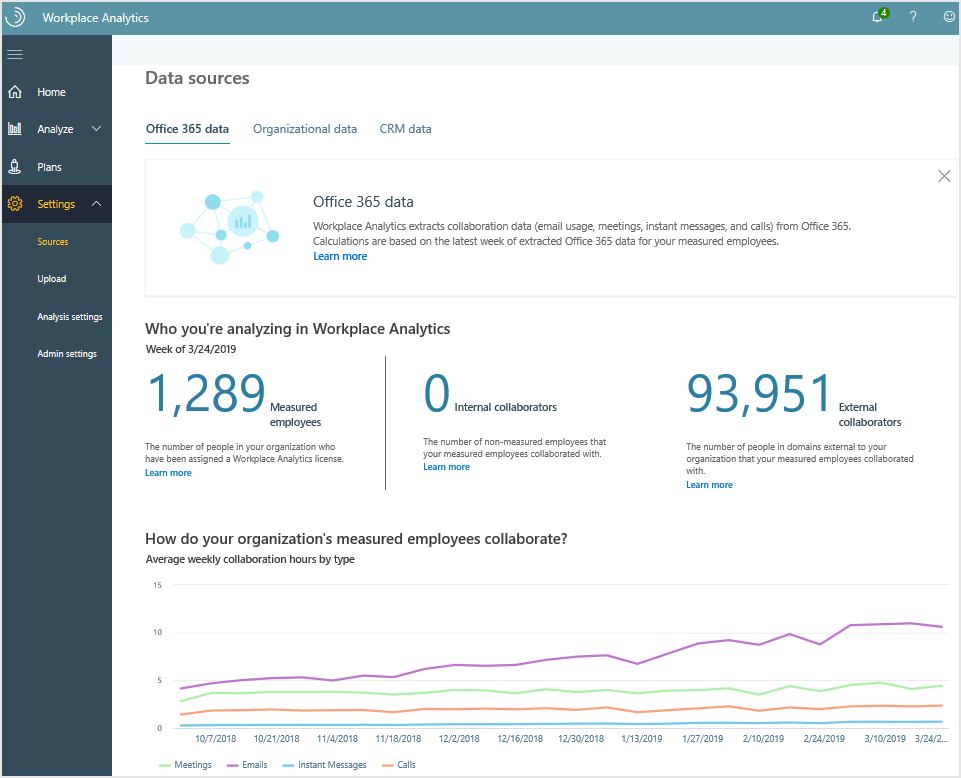 Workplace Analytics
4
?
Home
Analyze
Plans
Settings
Sources
Upload
Analysis settings
Admin settings
Data sources
Office 365 data
Organizational data
CRM data
Office 365 data
Workplace Analytics extracts collaboration data (email usage, meetings, instant messages, and calls) from Office 365.
Calculations are based on the latest week of extracted Office 365 data for your measured employees.
Learn more
Who you're analyzing in Workplace Analytics
Week of 3/24/2019
1,289 Measured
employees
The number of people in your organization who
have been assigned a Workplace Analytics license.
Learn more
0 Internal collaborators
The number of non-measured employees that
your measured employees collaborated with.
Learn more
93,951 External
collaborators
The number of people in domains external to your
organization that your measured employees collaborated
with.
Learn more
How do your organization's measured employees collaborate?
Average weekly collaboration hours by type
15
10
5
0
10/7/2018 10/21/2018 11/4/2018 11/18/2018 12/2/2018 12/16/2018 12/30/2018 1/13/2019 1/27/2019 2/10/2019 2/24/2019 3/10/2019 3/24/2...
Meetings Emails Instant Messages Calls